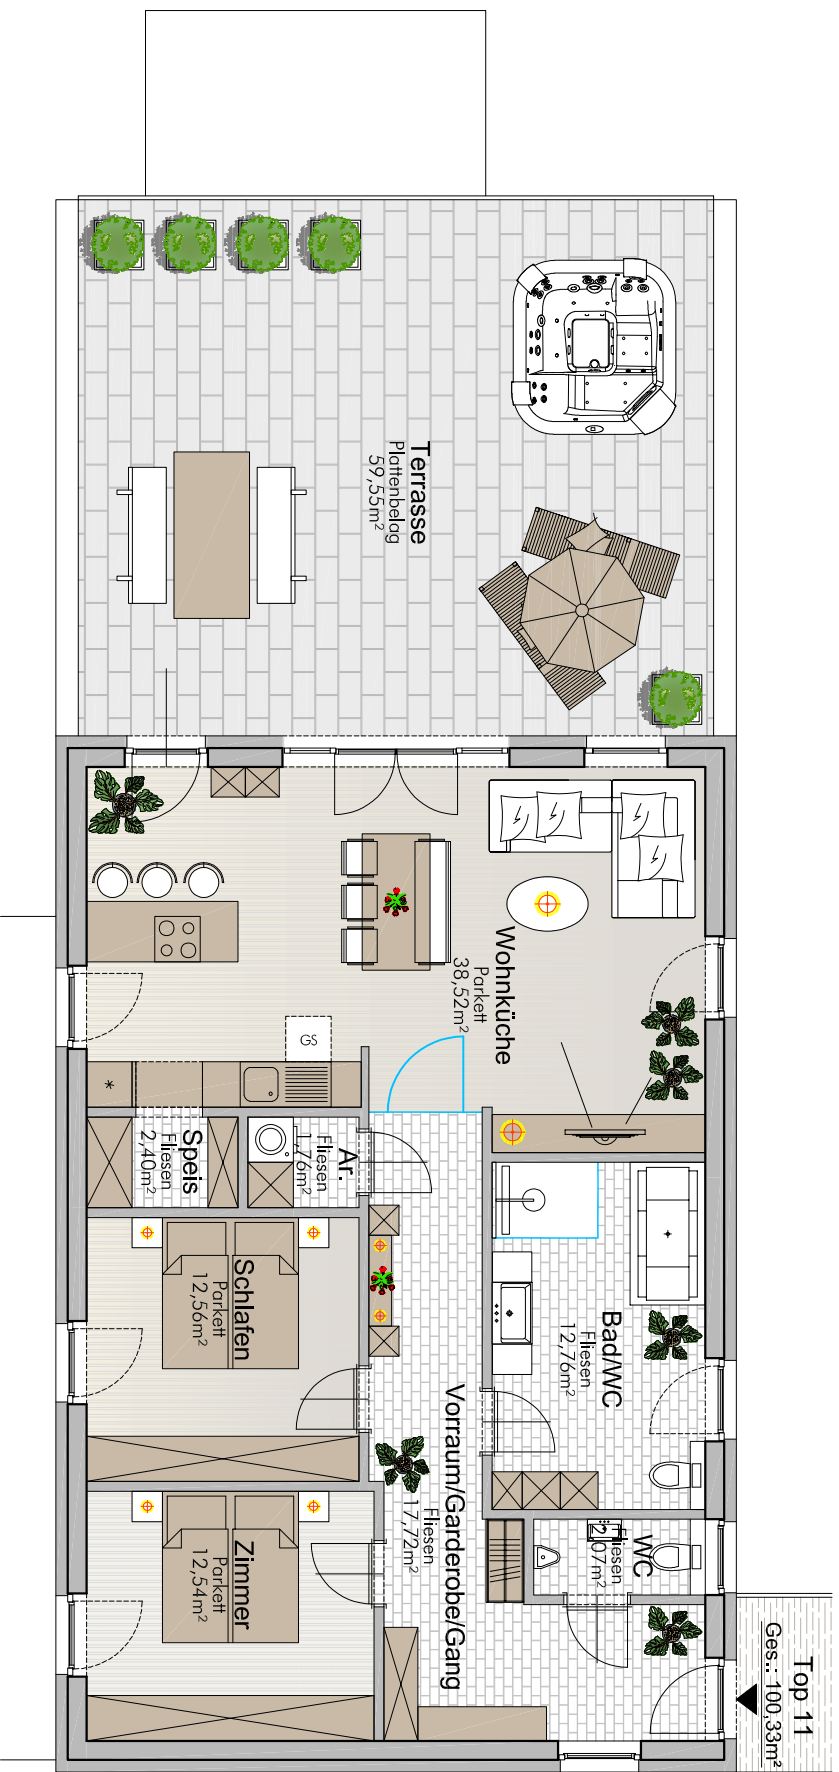 Terrasse
Plattenbelag
59,55m²
Wohnküche
Parkett
38,52m²
GS
*
Speis
Fliesen
2,40m²
Ar.
Fliesen
1,76m²
Schlafen
Parkett
12,56m²
Bad/WC
Fliesen
12,76m²
Vorraum/Garderobe/Gang
Fliesen
17,72m²
Zimmer
Parkett
12,54m²
WC
Fliesen
2,07m²
Top 11
Ges.: 100,33m²